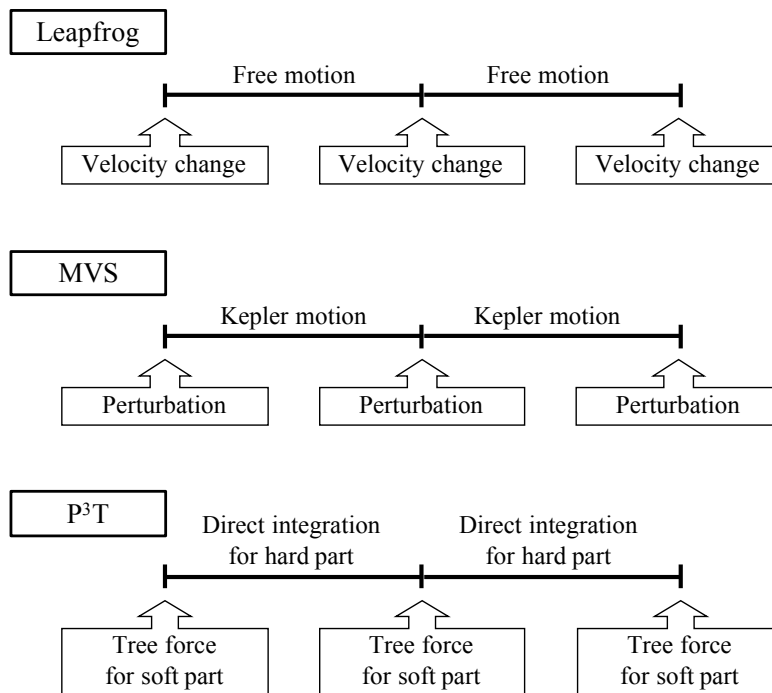 Leapfrog
Free motion
Free motion
Velocity change
Velocity change
Velocity change
MVS
Kepler motion
Kepler motion
Perturbation
Perturbation
Perturbation
P³T
Direct integration
for hard part
Direct integration
for hard part
Tree force
for soft part
Tree force
for soft part
Tree force
for soft part